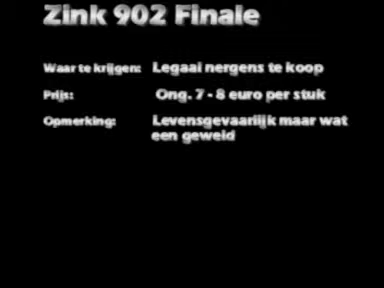 Zink 902 Finale
Waar te krijgen: Legaal nergens te koop
Prijs: Ong. 7 - 8 euro per stuk
Opmerking: Levensgevaarlijk maar wat
een geweld